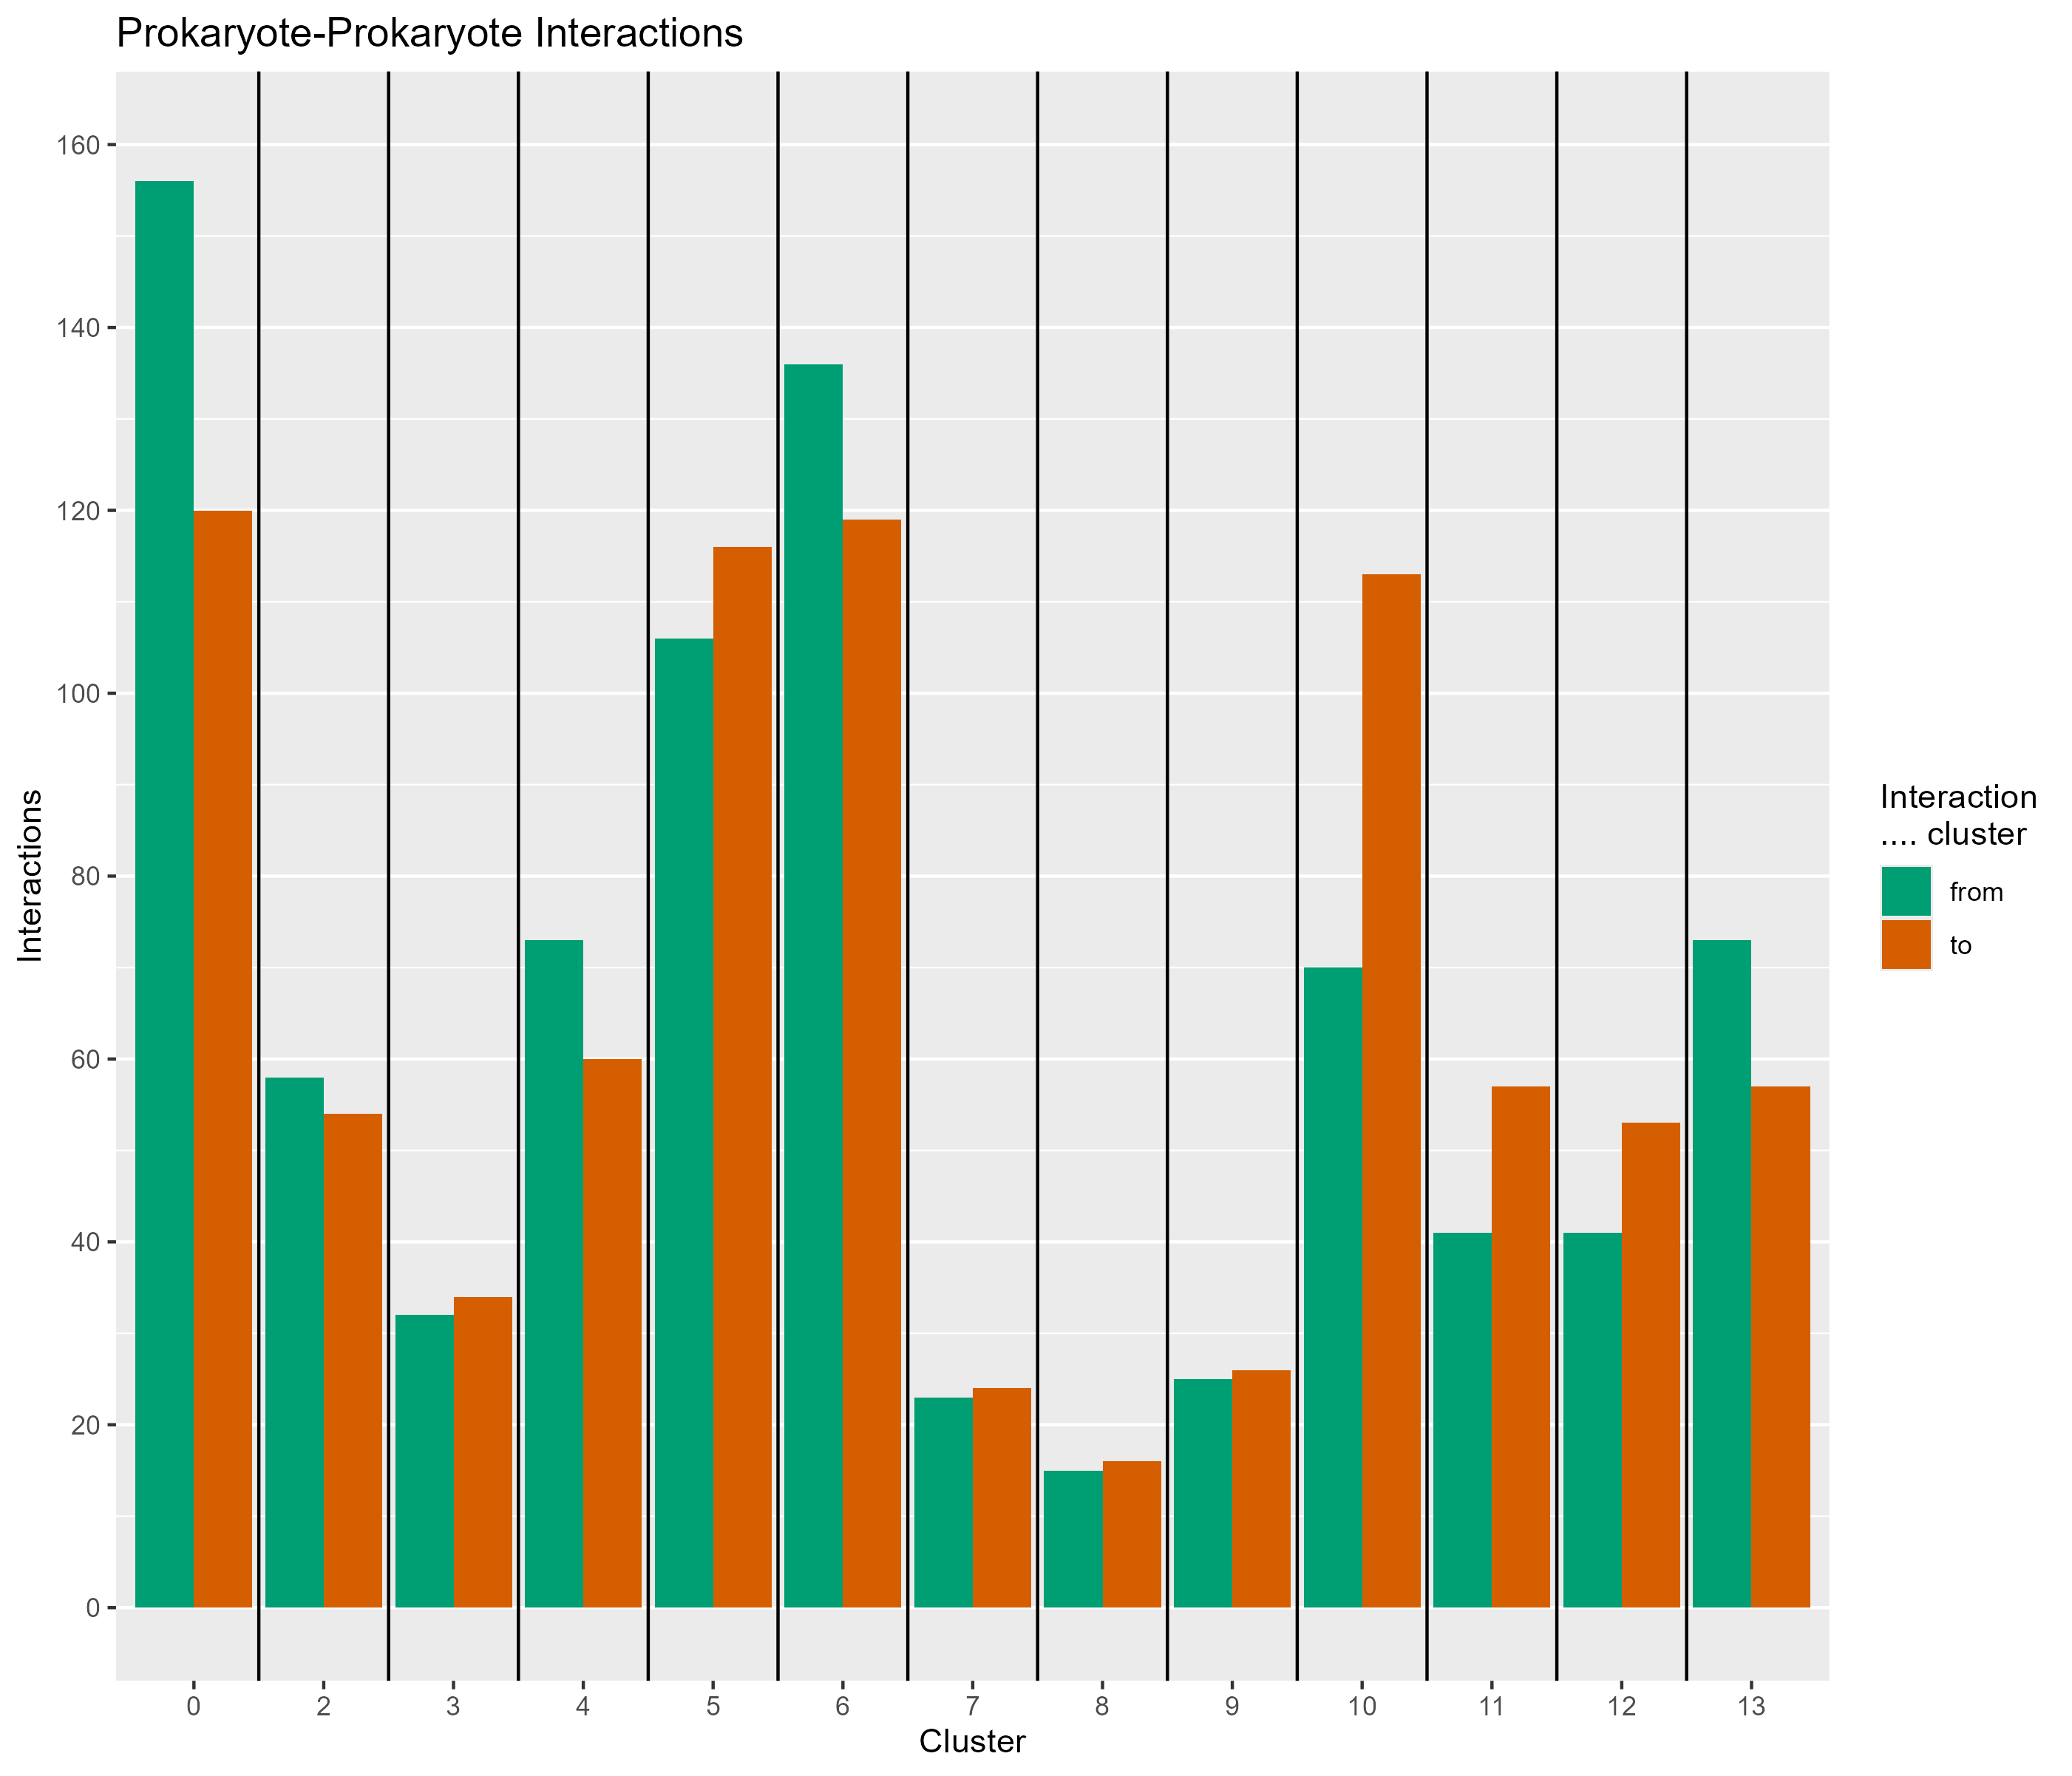 Prokaryote-Prokaryote Interactions
160
140
120
100
80
60
40
20
0
Interactions
0 2 3 4 5 6 7 8 9 10 11 12 13
Cluster
Interaction
.... cluster
from
to